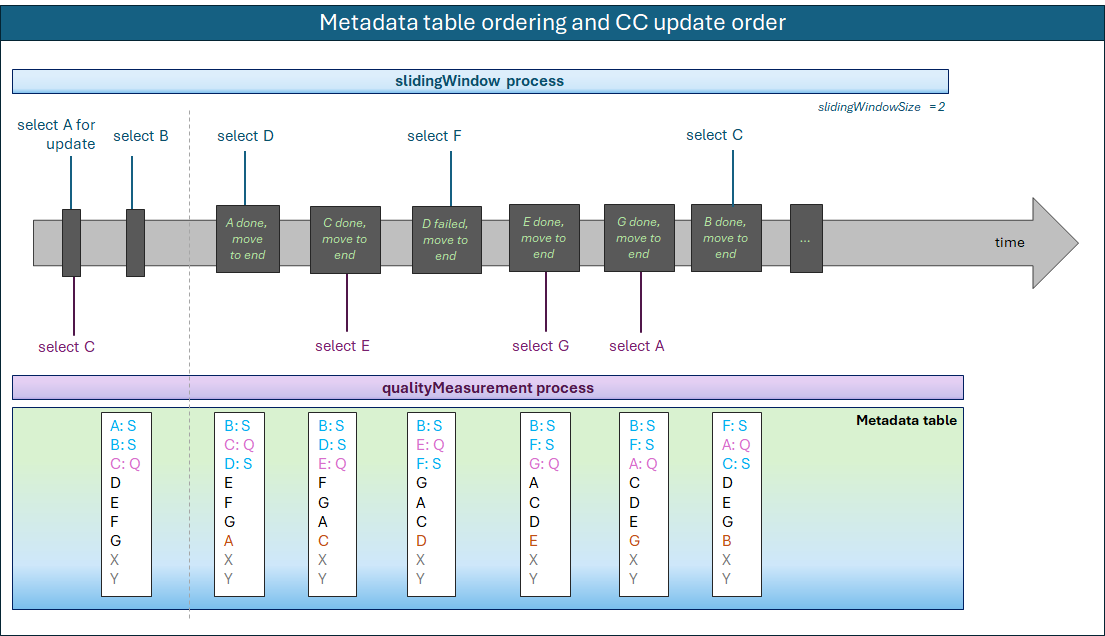 Metadata table ordering and CC update order
slidingWindow process
slidingWindowSize = 2
select A for
update
select B
select D
select F
select C
A done,
move
to end
C done,
move to
end
D failed,
move to
end
E done,
move to
end
G done,
move to
end
B done,
move to
end
...
time
select C
select E
select G
select A
qualityMeasurement process
Metadata table
A: S
B: S
C: Q
D
E
F
G
X
Y
B: S
C: Q
D: S
E
F
G
A
X
Y
B: S
D: S
E: Q
F
G
A
C
X
Y
B: S
E: Q
F: S
G
A
C
D
X
Y
B: S
F: S
G: Q
A
C
D
E
X
Y
B: S
F: S
A: Q
C
D
E
G
X
Y
F: S
A: Q
C: S
D
E
G
B
X
Y